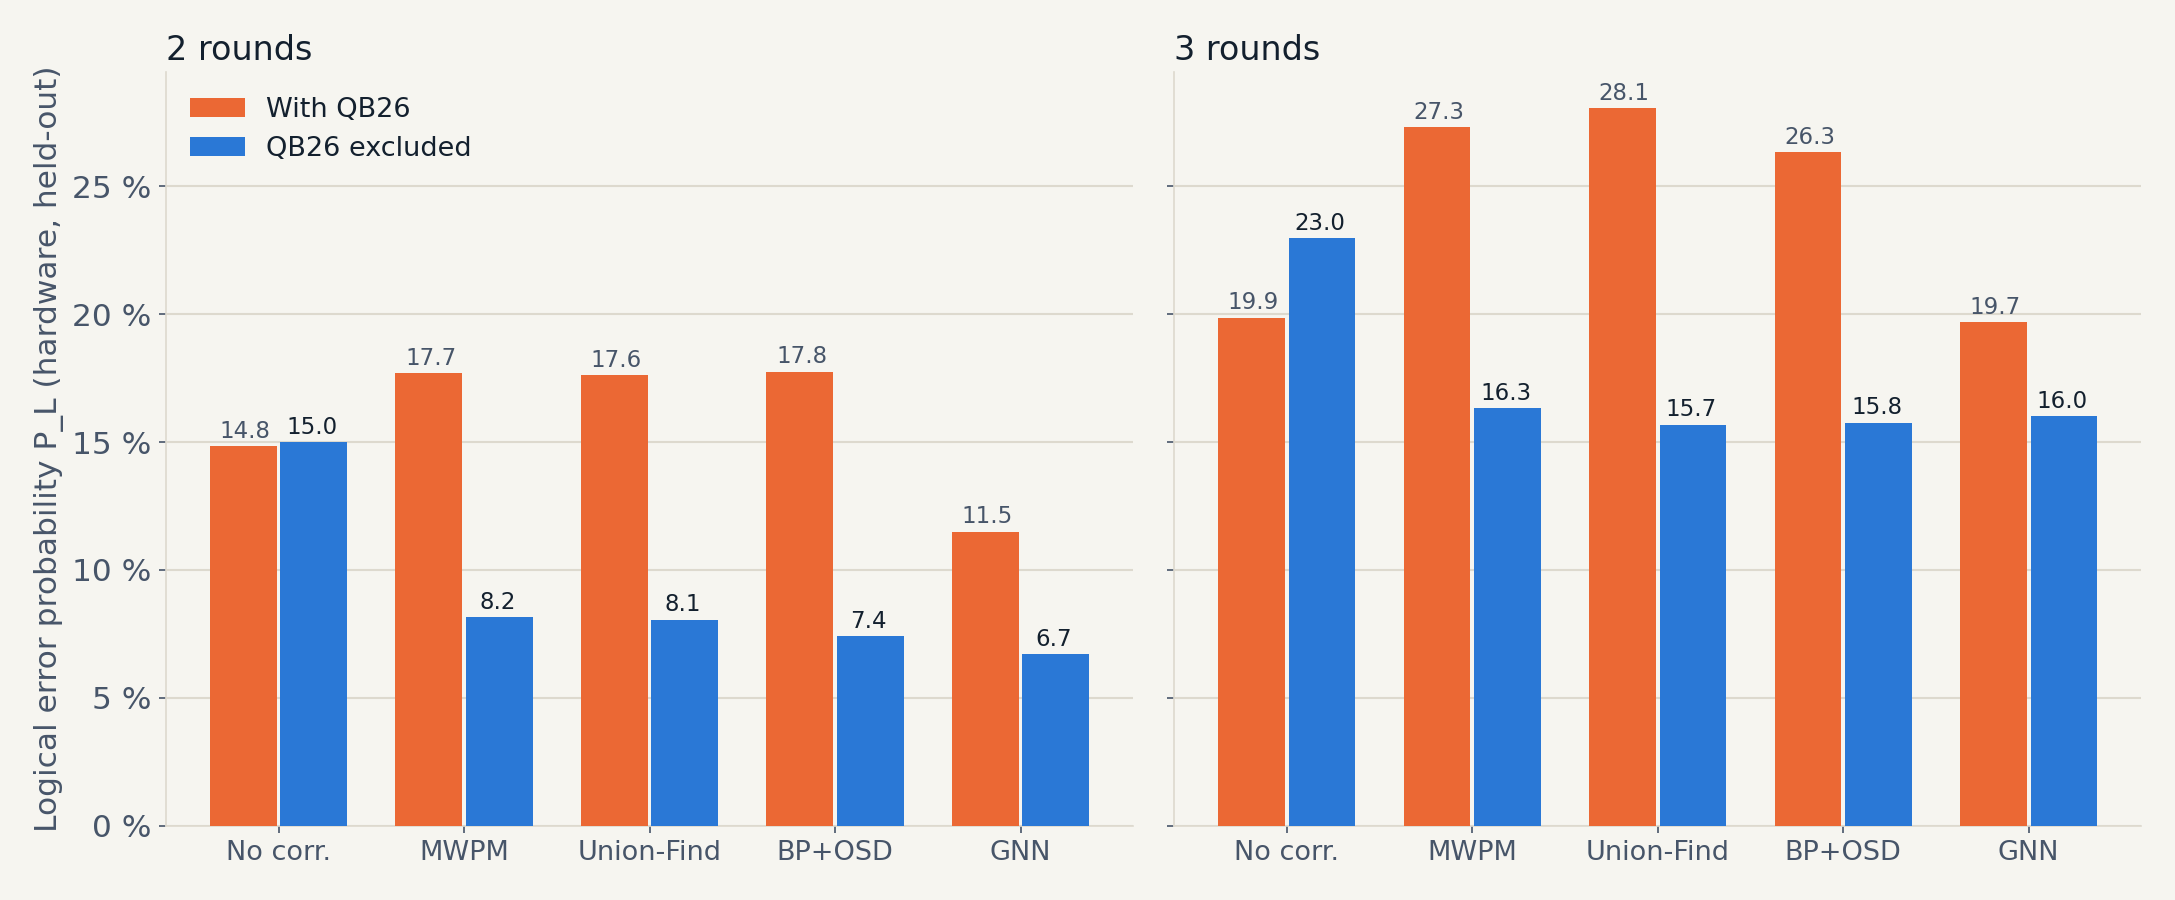 2 rounds
With QB26
QB26 excluded
Logical error probability P_L (hardware, held-out)
25 %
20 %
15 %
10 %
5 %
0 %
14.8 15.0
17.7 8.2
17.6 8.1
17.8 7.4
11.5 6.7
No corr. MWPM Union-Find BP+OSD GNN
3 rounds
19.9 23.0
27.3 16.3
28.1 15.7
26.3 15.8
19.7 16.0
No corr. MWPM Union-Find BP+OSD GNN